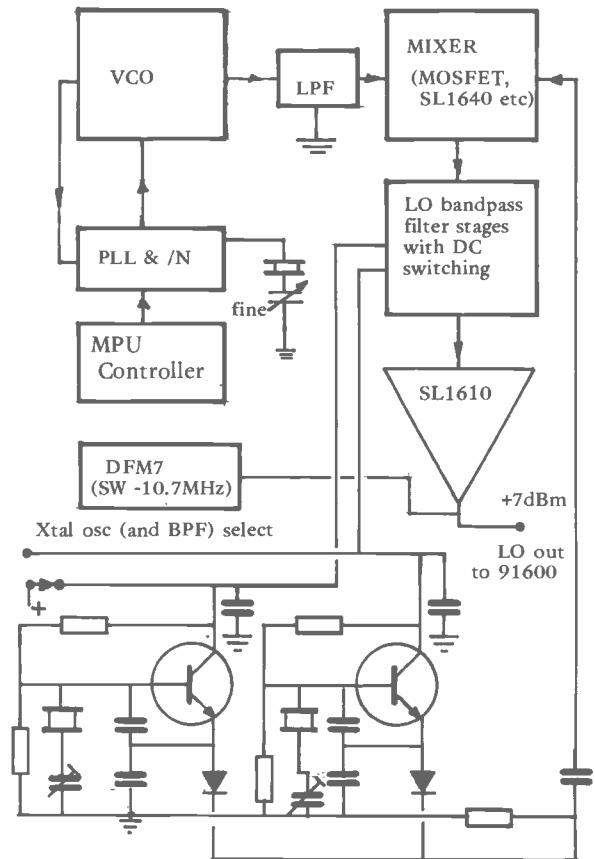 VCO
LPF
MIXER
(MOSFET,
SL1640 etc)
LO bandpass
filter stages
with DC
switching
PLL & /N
fine
MPU
Controller
SL1610
DFM7
(SW -10.7MHz)
+7dBm
Xtal osc (and BPF) select
LO out
to 91600
+